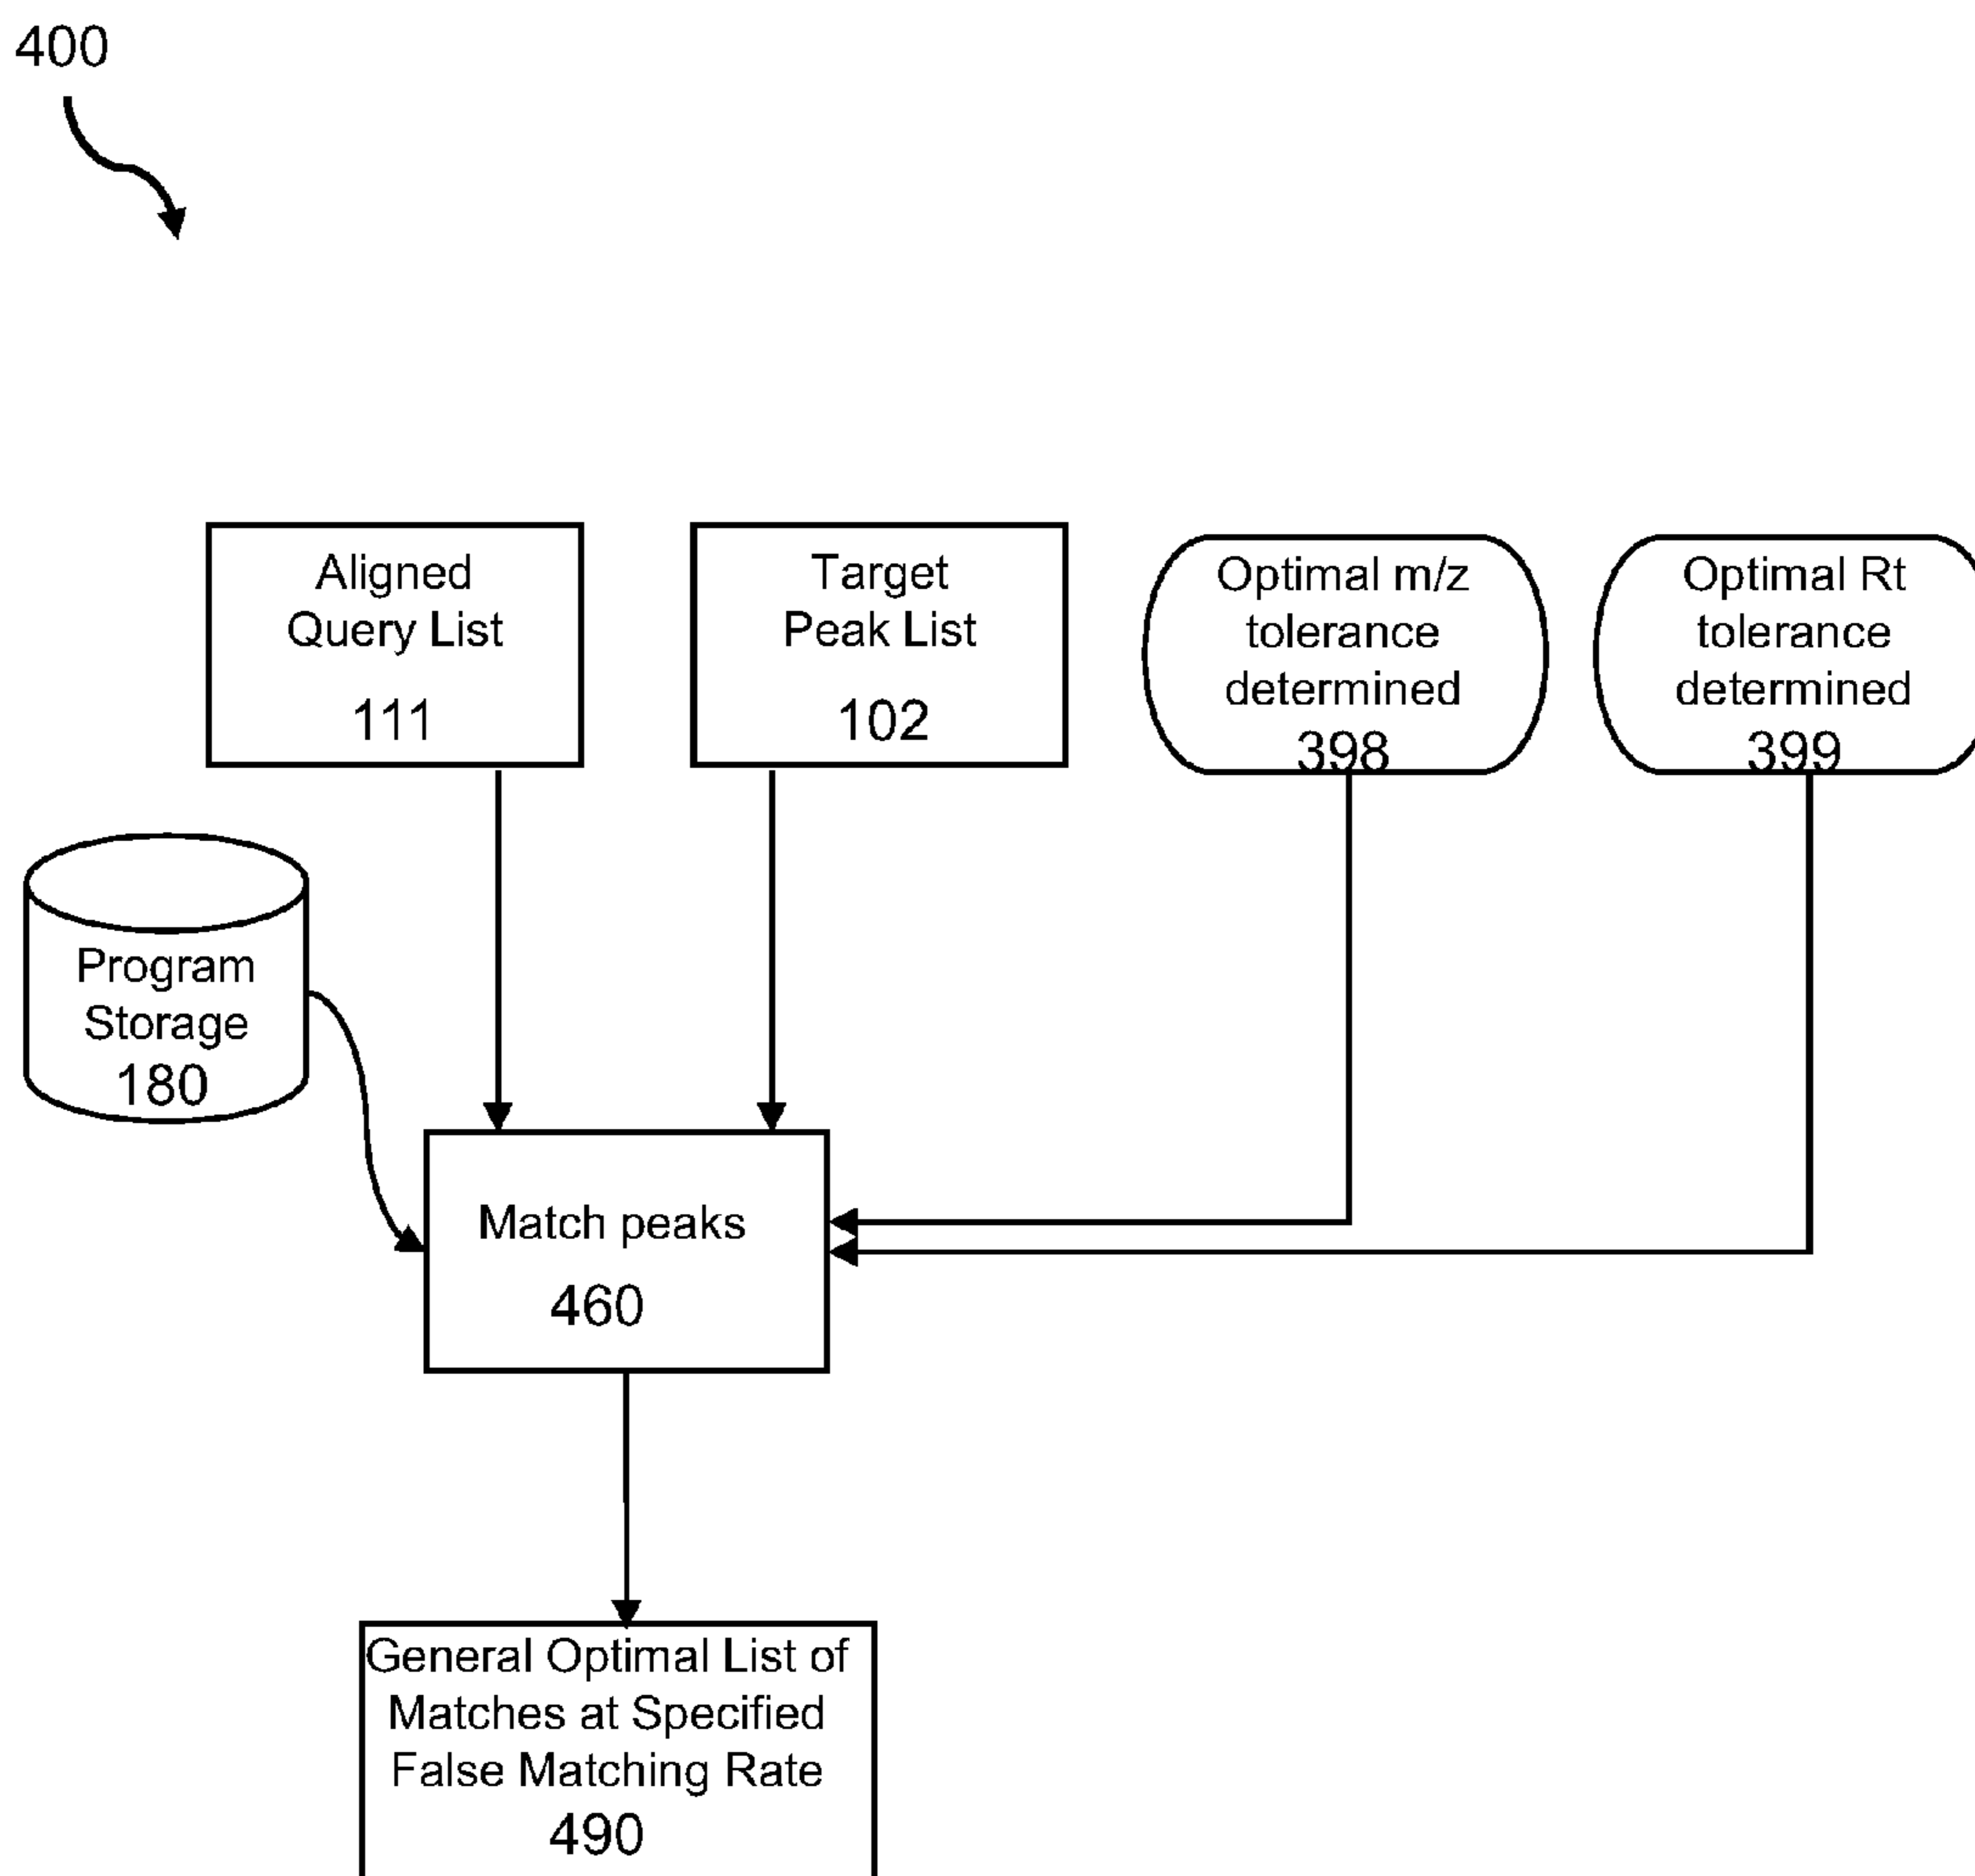 400
Aligned
Query List
111
Target
Peak List
102
Optimal m/z
tolerance
determined
398
Optimal Rt
tolerance
determined
399
Program
Storage
180
Match peaks
460
General Optimal List of
Matches at Specified
False Matching Rate
490